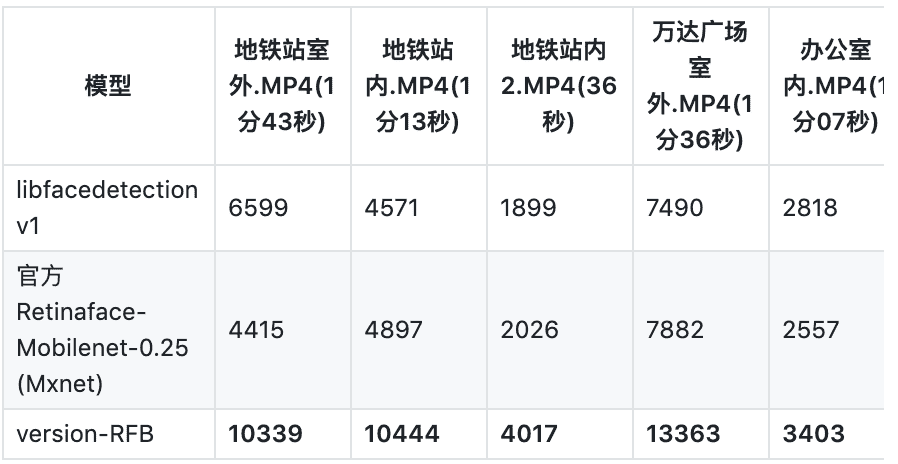 模型
地铁站室
外.MP4(1
分43秒)
地铁站
内.MP4(1
分13秒)
地铁站内
2.MP4(36
秒)
万达广场
室
外.MP4(1
分36秒)
办公室
内.MP4(1
分07秒)
libfacedetection
v1
6599
4571
1899
7490
2818
官方
Retinaface-
Mobilenet-0.25
(Mxnet)
4415
4897
2026
7882
2557
version-RFB
10339
10444
4017
13363
3403